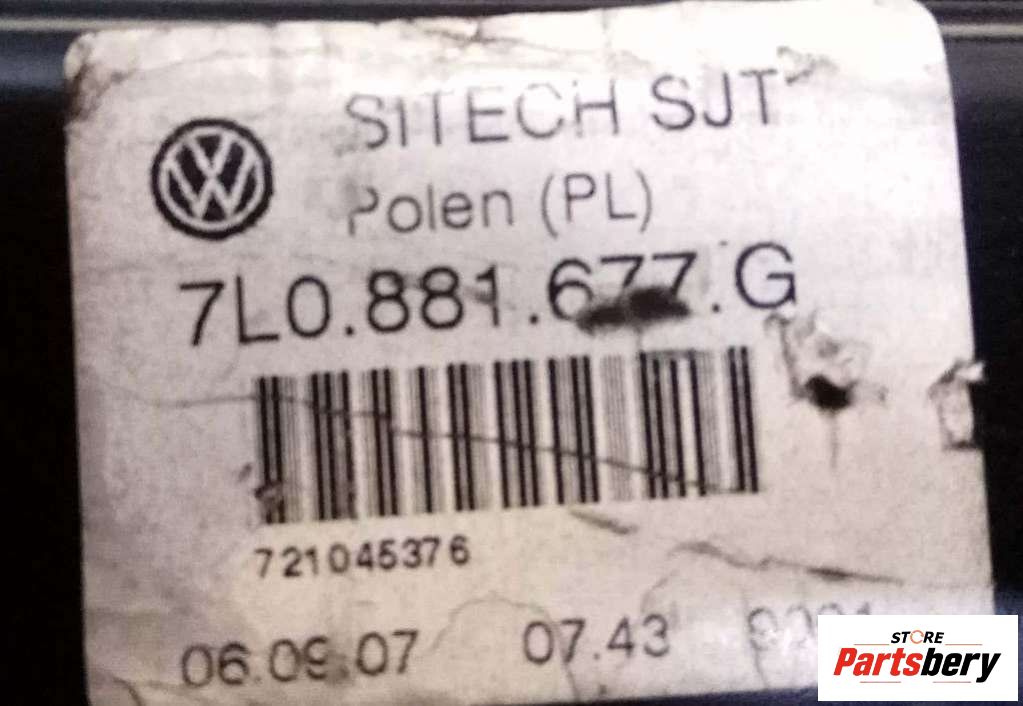 SITECH SJT
Polen (PL)
7L0.881.677.G
721045376
06.09.07 07.43
STORE
Partsbery